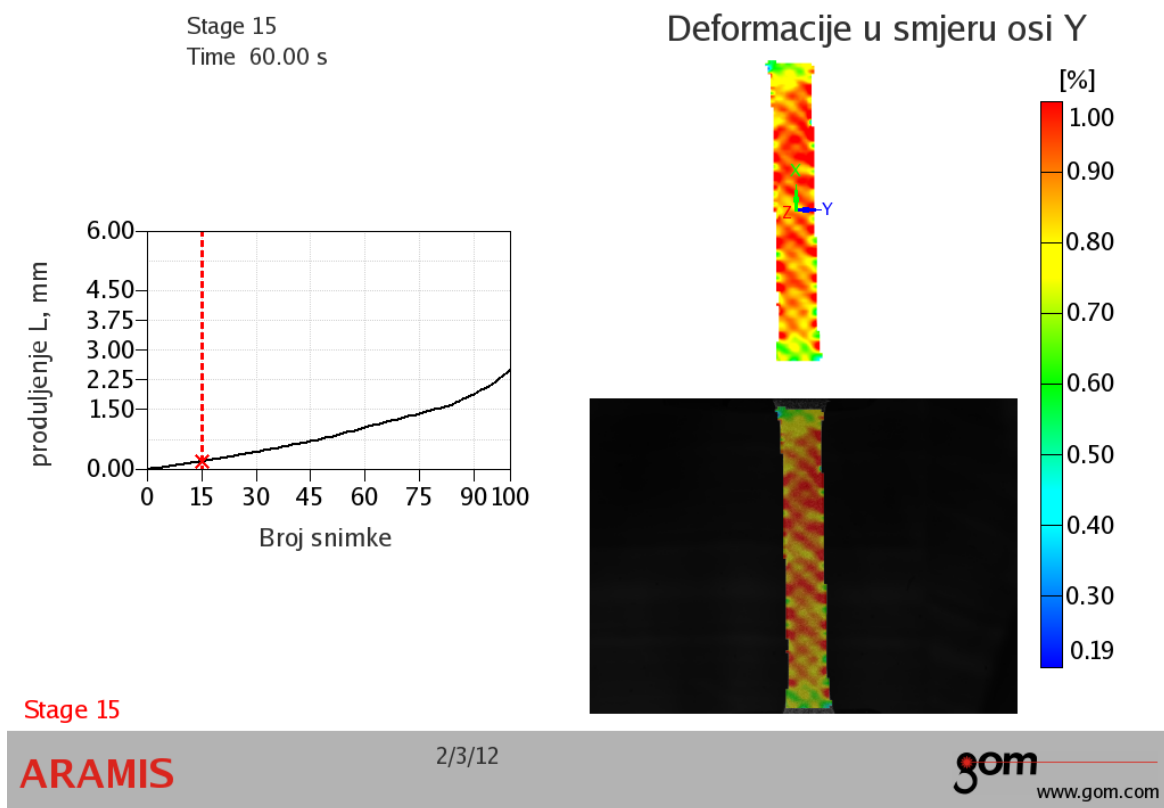 Stage 15
Time 60.00 s
Deformacije u smjeru osi Y
[%]
1.00
0.90
0.80
0.70
0.60
0.50
0.40
0.30
0.19
X
Z
Y
produljenje L, mm
6.00
4.50
3.75
3.00
2.25
1.50
0.00
0 15 30 45 60 75 90 100
Broj snimke
Stage 15
ARAMIS
2/3/12
gom
www.gom.com